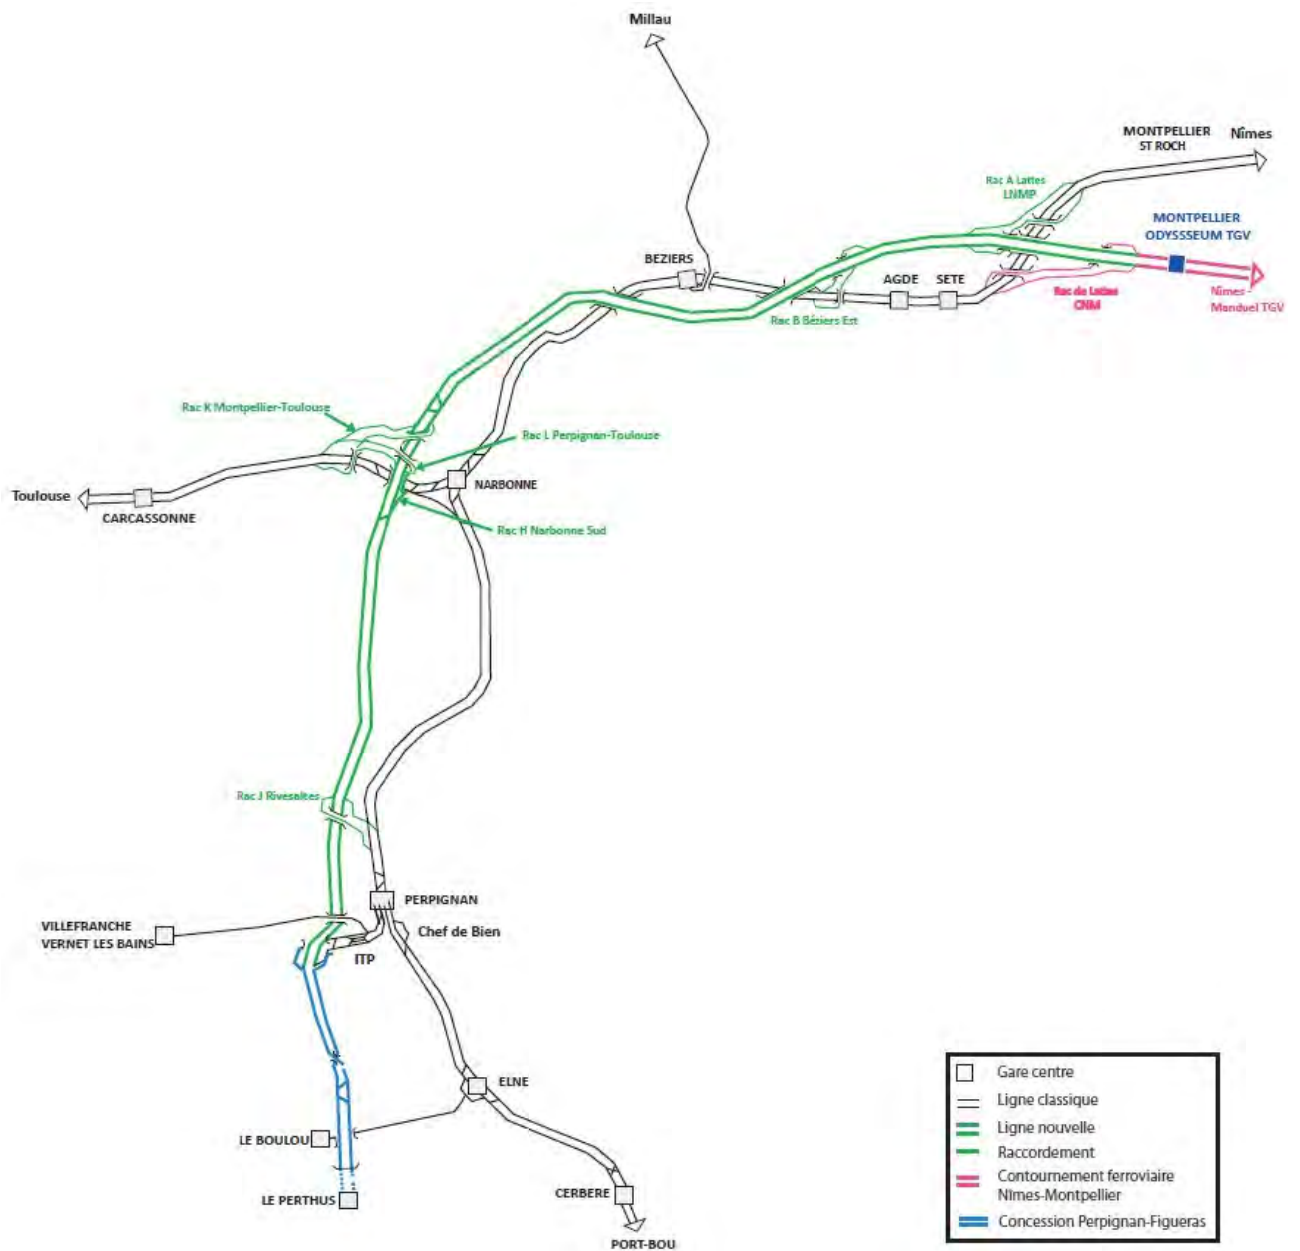 Millau
MONTPELLIER
ST ROCH
Nîmes
Rac A Lattes
LNMP
MONTPELLIER
ODYSSSEUM TGV
BEZIERS
AGDE
SETE
Rac de Lattes
CNM
Nîmes -
Manduel TGV
Rac B Béziers Est
Rac K Montpellier-Toulouse
Rac L Perpignan-Toulouse
Toulouse
CARCASSONNE
NARBONNE
Rac H Narbonne Sud
Rac J Rivesaltes
PERPIGNAN
VILLEFRANCHE
VERNET LES BAINS
Chef de Bien
ITP
ELNE
LE BOULOU
LE PERTHUS
CERBERE
PORT-BOU
Gare centre
Ligne classique
Ligne nouvelle
Raccordement
Contournement ferroviaire
Nîmes-Montpellier
Concession Perpignan-Figueras